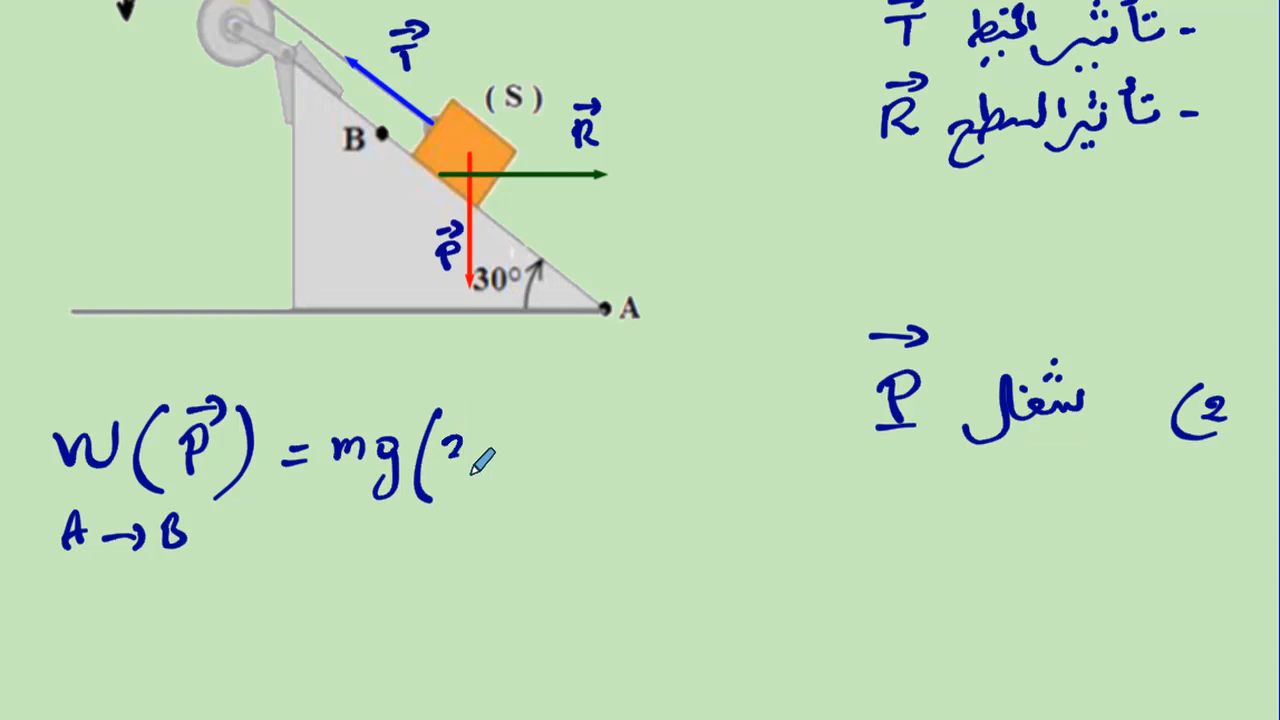 - تأثير الخيط T
- تأثير السطح R
T
( S )
R
B
P
30°
A
2) شغل P
W(P) = mg(z
A → B